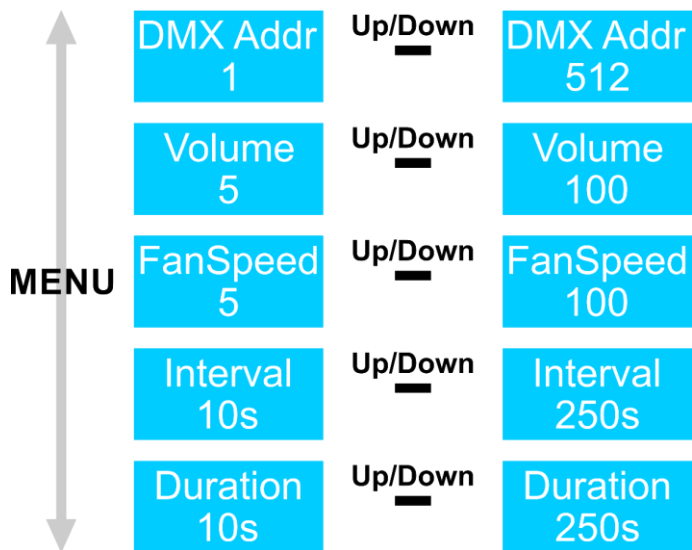 DMX Addr
1
Up/Down
DMX Addr
512
Volume
5
Up/Down
Volume
100
MENU
FanSpeed
5
Up/Down
FanSpeed
100
Interval
10s
Up/Down
Interval
250s
Duration
10s
Up/Down
Duration
250s